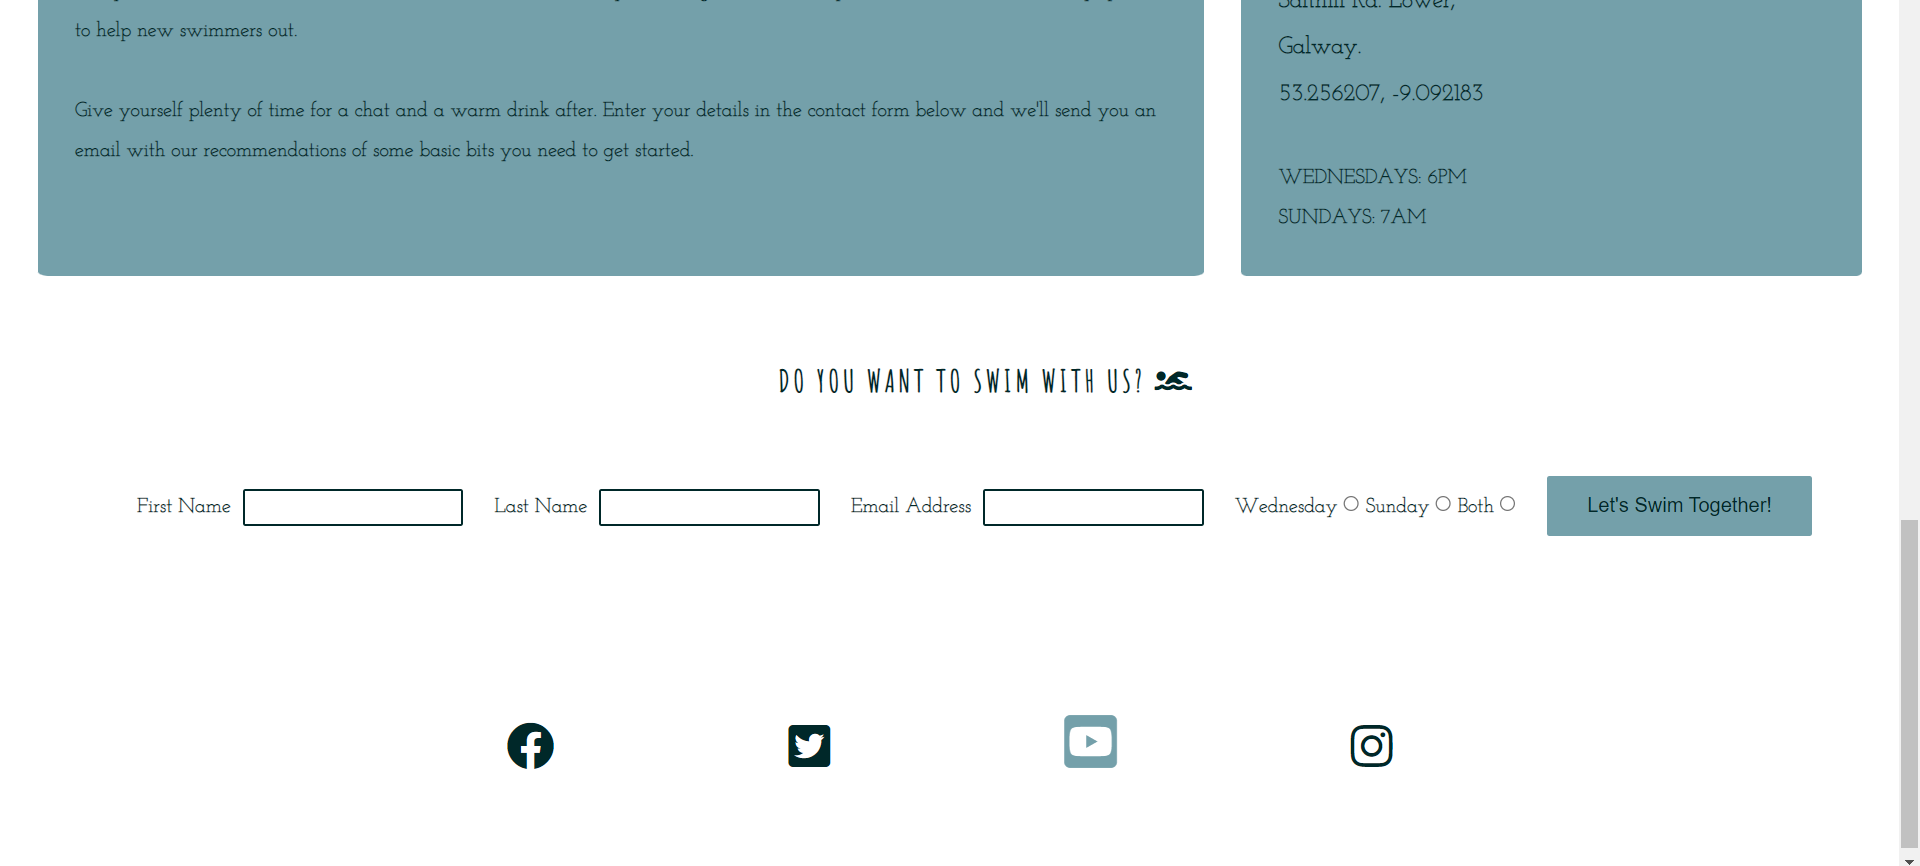 to help new swimmers out.
Give yourself plenty of time for a chat and a warm drink after. Enter your details in the contact form below and we'll send you an
email with our recommendations of some basic bits you need to get started.
Salthill Rd. Lower,
Galway.
53.256207, -9.092183
WEDNESDAYS: 6PM
SUNDAYS: 7AM
DO YOU WANT TO SWIM WITH US?
First Name Last Name Email Address Wednesday Sunday Both Let's Swim Together!